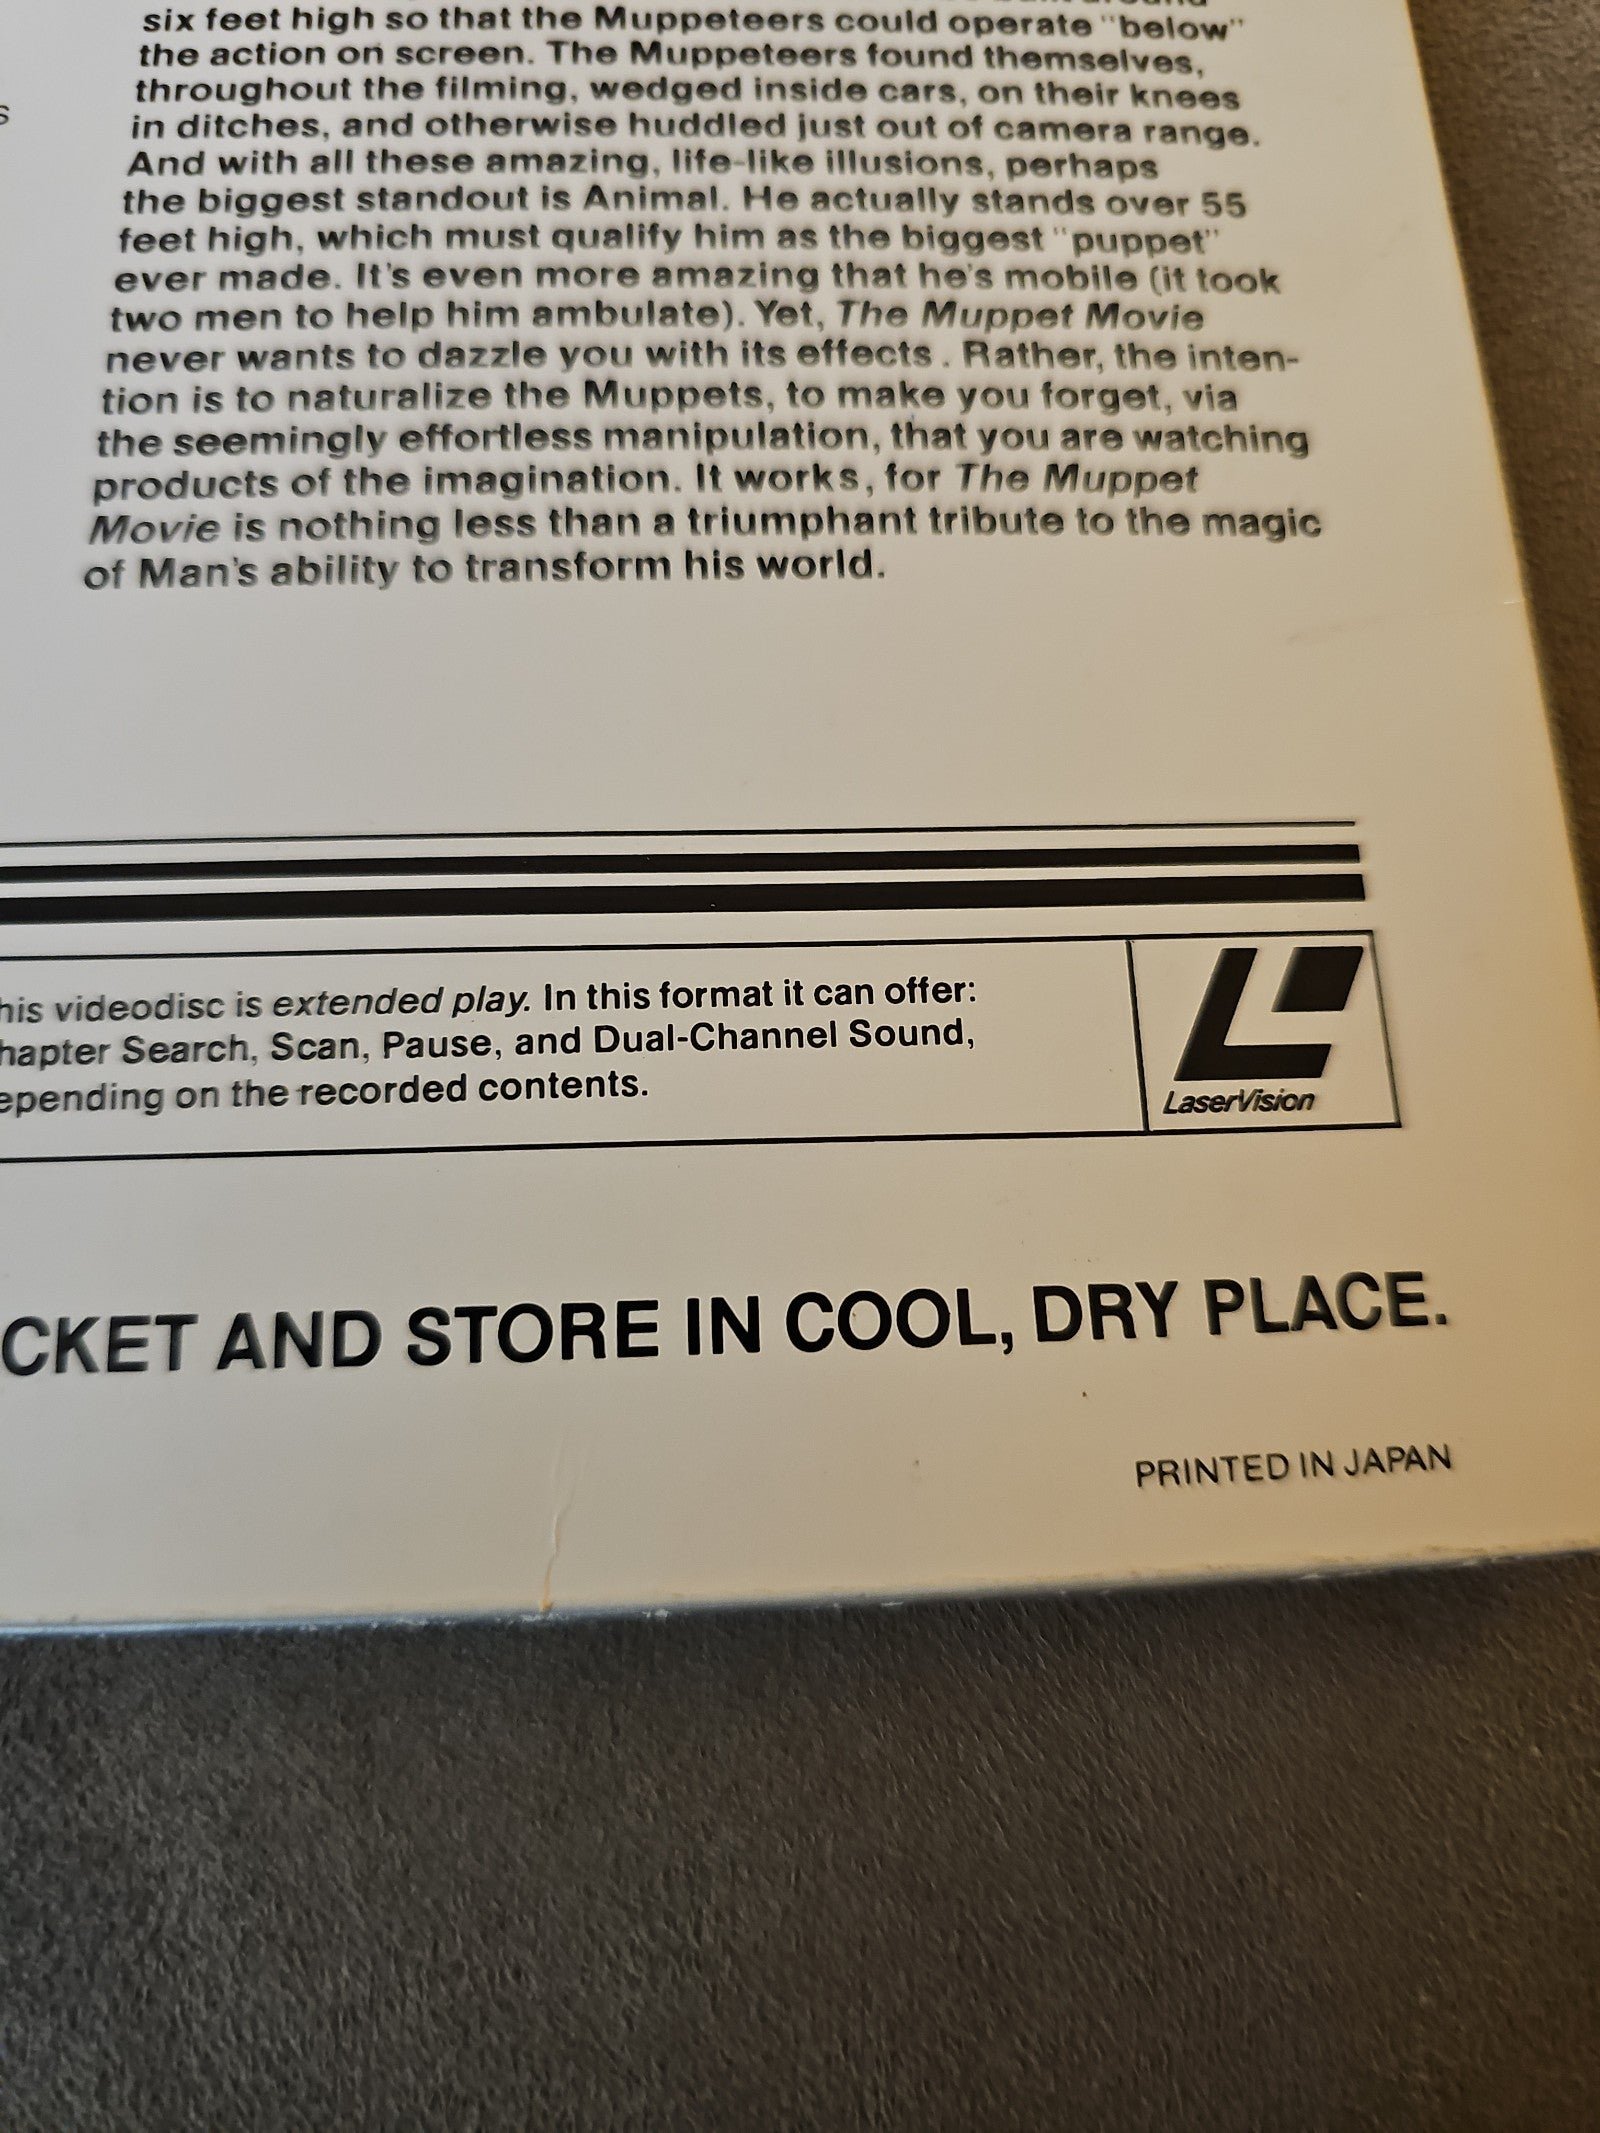 six feet high so that the Muppeteers could operate "below"
the action on screen. The Muppeteers found themselves,
throughout the filming, wedged inside cars, on their knees
in ditches, and otherwise huddled just out of camera range.
And with all these amazing, life-like illusions, perhaps
the biggest standout is Animal. He actually stands over 55
feet high, which must qualify him as the biggest "puppet"
ever made. It's even more amazing that he's mobile (it took
two men to help him ambulate). Yet, The Muppet Movie
never wants to dazzle you with its effects . Rather, the inten-
tion is to naturalize the Muppets, to make you forget, via
the seemingly effortless manipulation, that you are watching
products of the imagination. It works, for The Muppet
Movie is nothing less than a triumphant tribute to the magic
of Man's ability to transform his world.
his videodisc is extended play. In this format it can offer:
hapter Search, Scan, Pause, and Dual-Channel Sound,
epending on the recorded contents.
LaserVision
CKET AND STORE IN COOL, DRY PLACE.
PRINTED IN JAPAN